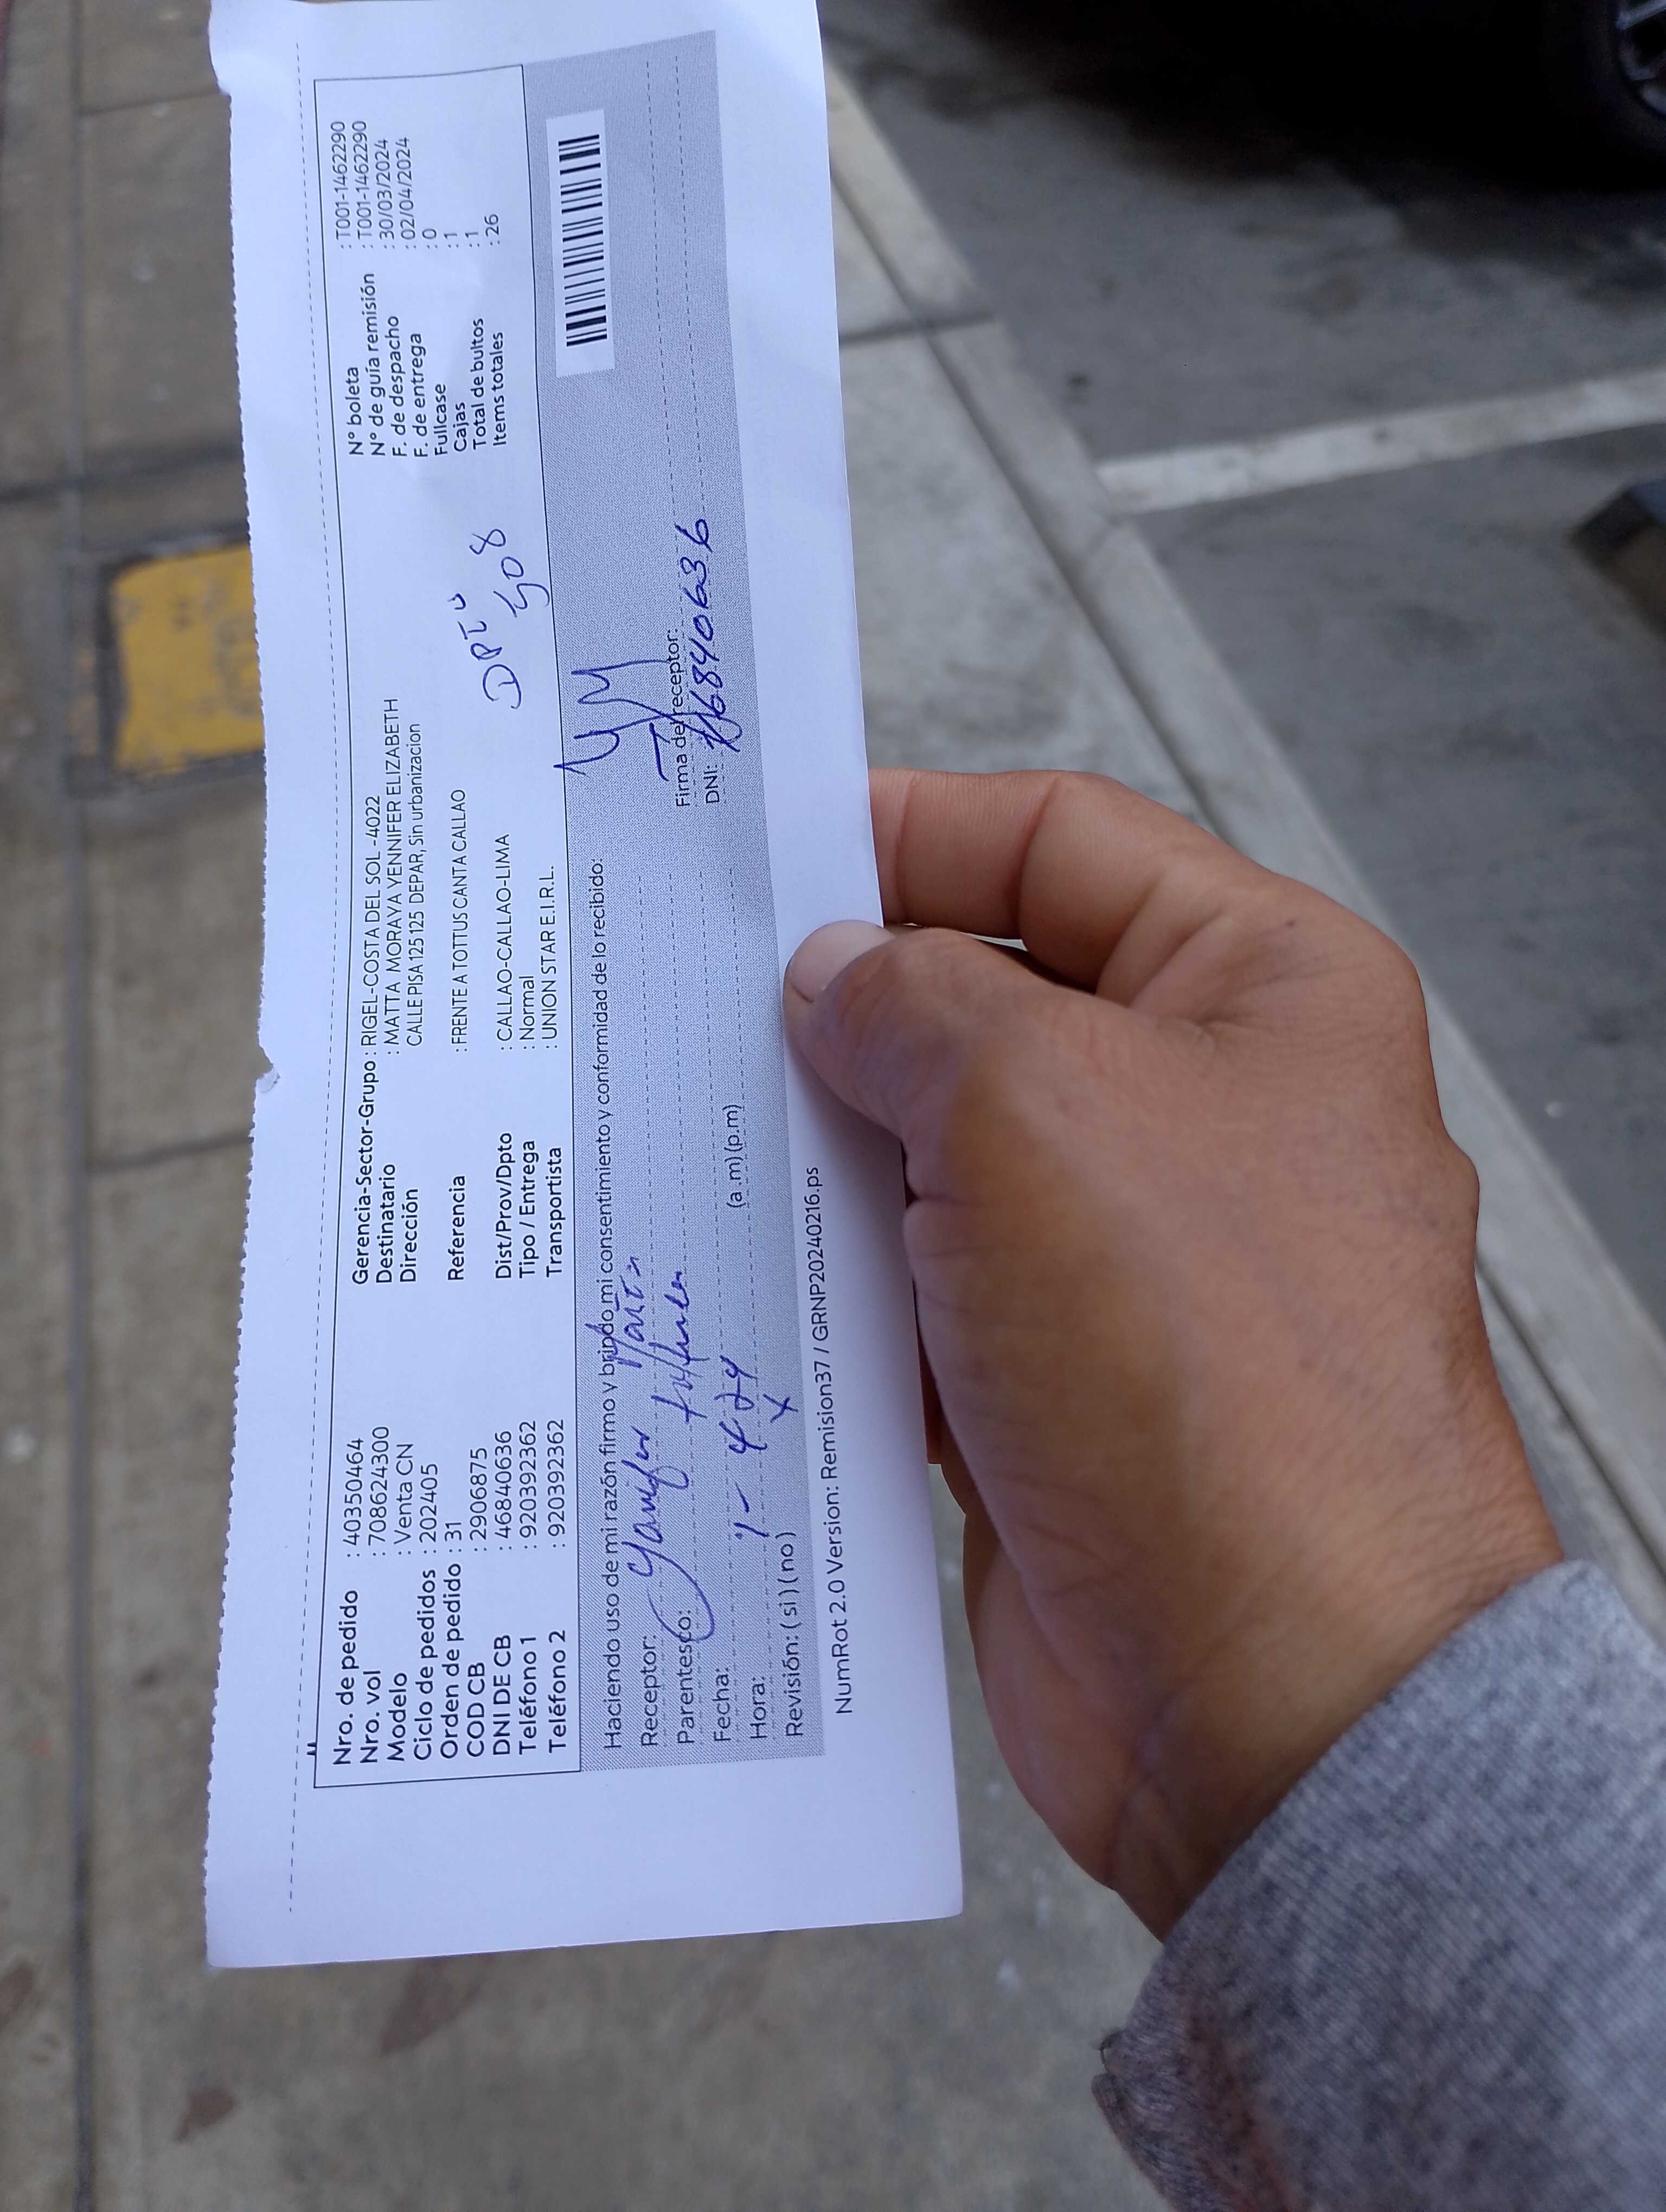 Nro. de pedido : 40350464
Nro. vol : 708624300
Modelo : Venta CN
Ciclo de pedidos : 202405
Orden de pedido : 31
COD CB : 2906875
DNI DE CB : 46840636
Teléfono 1 : 920392362
Teléfono 2 : 920392362
Gerencia-Sector-Grupo : RIGEL-COSTA DEL SOL -4022
Destinatario : MATTA MORAYA YENNIFER ELIZABETH
Dirección CALLE PISA 125 125 DEPAR, Sin urbanizacion
Referencia : FRENTE A TOTTUS CANTA CALLAO
Dist/Prov/Dpto : CALLAO-CALLAO-LIMA
Tipo / Entrega : Normal
Transportista : UNION STAR E.I.R.L.
N° boleta : T001-1462290
N° de guía remisión : T001-1462290
F. de despacho : 30/03/2024
F. de entrega : 02/04/2024
Fullcase : 0
Cajas : 1
Total de bultos : 1
Items totales : 26
DPTO
508
Haciendo uso de mi razón firmo y brindo mi consentimiento y conformidad de lo recibido:
Receptor:
Parentesco:
Fecha: 1- 4 24
Hora: (a.m) (p.m)
Revisión: ( si ) ( no ) X
Firma del receptor:
DNI: 46840636
NumRot 2.0 Version: Remision37 / GRNP20240216.ps